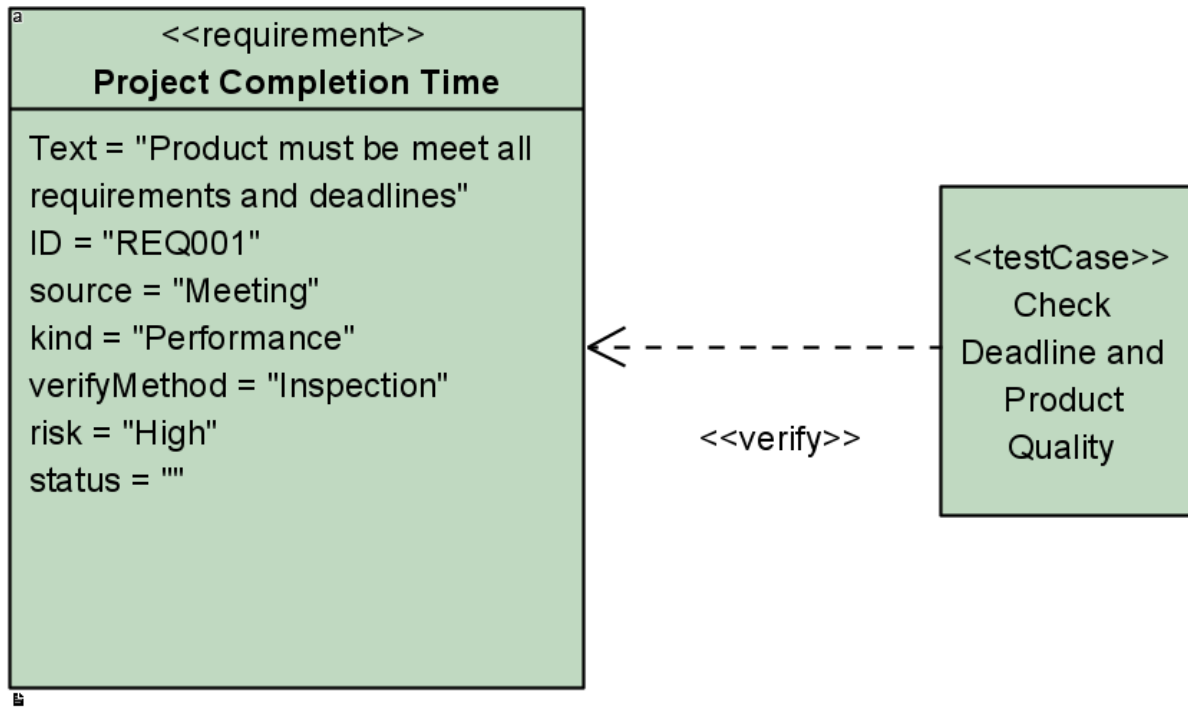 a
<<requirement>>
Project Completion Time
Text = "Product must be meet all
requirements and deadlines"
ID = "REQ001"
source = "Meeting"
kind = "Performance"
verifyMethod = "Inspection"
risk = "High"
status = ""
<<verify>>
<<testCase>>
Check
Deadline and
Product
Quality